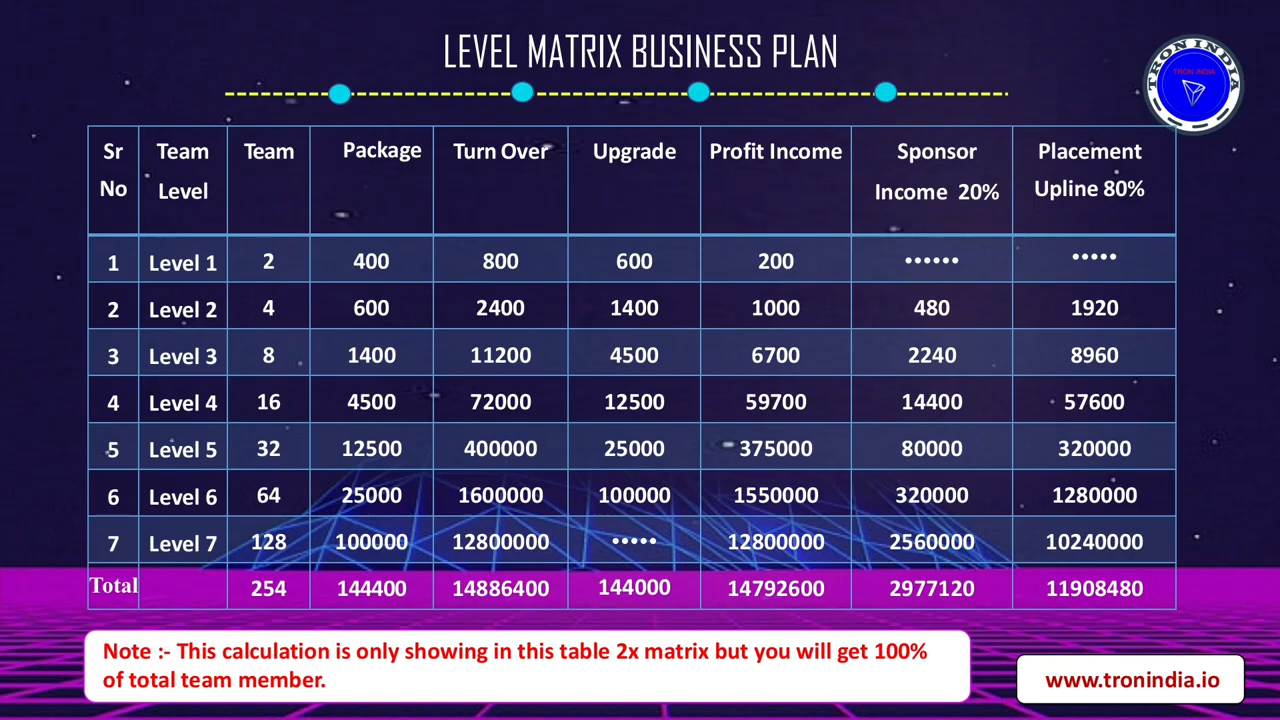 LEVEL MATRIX BUSINESS PLAN
TRON INDIA
TRON INDIA
Sr No Team Level Team Package Turn Over Upgrade Profit Income Sponsor Income 20% Placement Upline 80%
1 Level 1 2 400 800 600 200 •••••• •••••
2 Level 2 4 600 2400 1400 1000 480 1920
3 Level 3 8 1400 11200 4500 6700 2240 8960
4 Level 4 16 4500 72000 12500 59700 14400 57600
5 Level 5 32 12500 400000 25000 375000 80000 320000
6 Level 6 64 25000 1600000 100000 1550000 320000 1280000
7 Level 7 128 100000 12800000 ••••• 12800000 2560000 10240000
Total 254 144400 14886400 144000 14792600 2977120 11908480
Note :- This calculation is only showing in this table 2x matrix but you will get 100%
of total team member.
www.tronindia.io